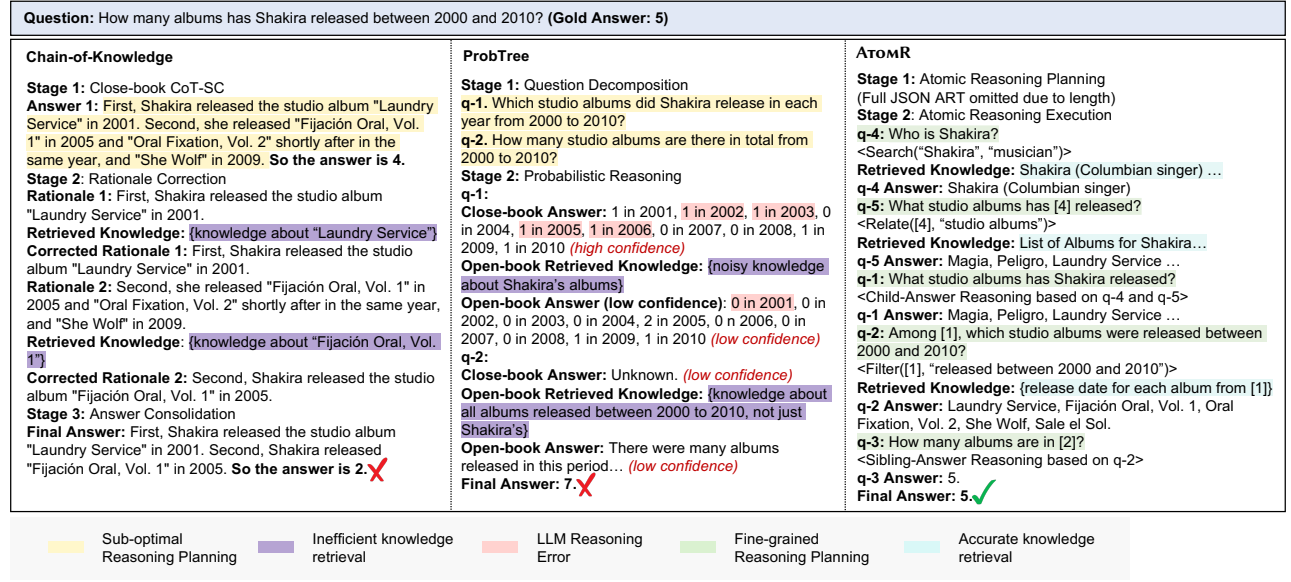 Question: How many albums has Shakira released between 2000 and 2010? (Gold Answer: 5)
Chain-of-Knowledge
Stage 1: Close-book CoT-SC
Answer 1: First, Shakira released the studio album "Laundry
Service" in 2001. Second, she released "Fijación Oral, Vol.
1" in 2005 and "Oral Fixation, Vol. 2" shortly after in the
same year, and "She Wolf" in 2009. So the answer is 4.
Stage 2: Rationale Correction
Rationale 1: First, Shakira released the studio album
"Laundry Service" in 2001.
Retrieved Knowledge: {knowledge about “Laundry Service”}
Corrected Rationale 1: First, Shakira released the studio
album "Laundry Service" in 2001.
Rationale 2: Second, she released "Fijación Oral, Vol. 1" in
2005 and "Oral Fixation, Vol. 2" shortly after in the same year,
and "She Wolf" in 2009.
Retrieved Knowledge: {knowledge about “Fijación Oral, Vol.
1”}
Corrected Rationale 2: Second, Shakira released the studio
album "Fijación Oral, Vol. 1" in 2005.
Stage 3: Answer Consolidation
Final Answer: First, Shakira released the studio album
"Laundry Service" in 2001. Second, Shakira released
"Fijación Oral, Vol. 1" in 2005. So the answer is 2.
ProbTree
Stage 1: Question Decomposition
q-1. Which studio albums did Shakira release in each
year from 2000 to 2010?
q-2. How many studio albums are there in total from
2000 to 2010?
Stage 2: Probabilistic Reasoning
q-1:
Close-book Answer: 1 in 2001, 1 in 2002, 1 in 2003, 0
in 2004, 1 in 2005, 1 in 2006, 0 in 2007, 0 in 2008, 1 in
2009, 1 in 2010 (high confidence)
Open-book Retrieved Knowledge: {noisy knowledge
about Shakira's albums}
Open-book Answer (low confidence): 0 in 2001, 0 in
2002, 0 in 2003, 0 in 2004, 2 in 2005, 0 n 2006, 0 in
2007, 0 in 2008, 1 in 2009, 1 in 2010 (low confidence)
q-2:
Close-book Answer: Unknown. (low confidence)
Open-book Retrieved Knowledge: {knowledge about
all albums released between 2000 to 2010, not just
Shakira's}
Open-book Answer: There were many albums
released in this period… (low confidence)
Final Answer: 7.
AtomR
Stage 1: Atomic Reasoning Planning
(Full JSON ART omitted due to length)
Stage 2: Atomic Reasoning Execution
q-4: Who is Shakira?
<Search(“Shakira”, “musician”)>
Retrieved Knowledge: Shakira (Columbian singer) …
q-4 Answer: Shakira (Columbian singer)
q-5: What studio albums has [4] released?
<Relate([4], “studio albums”)>
Retrieved Knowledge: List of Albums for Shakira…
q-5 Answer: Magia, Peligro, Laundry Service …
q-1: What studio albums has Shakira released?
<Child-Answer Reasoning based on q-4 and q-5>
q-1 Answer: Magia, Peligro, Laundry Service …
q-2: Among [1], which studio albums were released between
2000 and 2010?
<Filter([1], “released between 2000 and 2010”)>
Retrieved Knowledge: {release date for each album from [1]}
q-2 Answer: Laundry Service, Fijación Oral, Vol. 1, Oral
Fixation, Vol. 2, She Wolf, Sale el Sol.
q-3: How many albums are in [2]?
<Sibling-Answer Reasoning based on q-2>
q-3 Answer: 5.
Final Answer: 5.
Sub-optimal
Reasoning Planning
Inefficient knowledge
retrieval
LLM Reasoning
Error
Fine-grained
Reasoning Planning
Accurate knowledge
retrieval